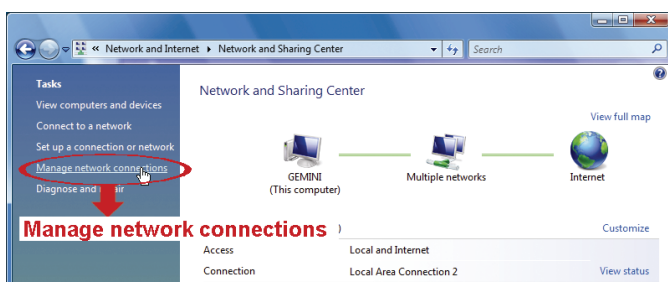 « Network and Internet ▸ Network and Sharing Center
Search
Tasks
View computers and devices
Connect to a network
Set up a connection or network
Manage network connections
Diagnose and
Network and Sharing Center
View full map
GEMINI
(This computer)
Multiple networks
Internet
Manage network connections
)
Customize
Access
Local and Internet
Connection
Local Area Connection 2
View status